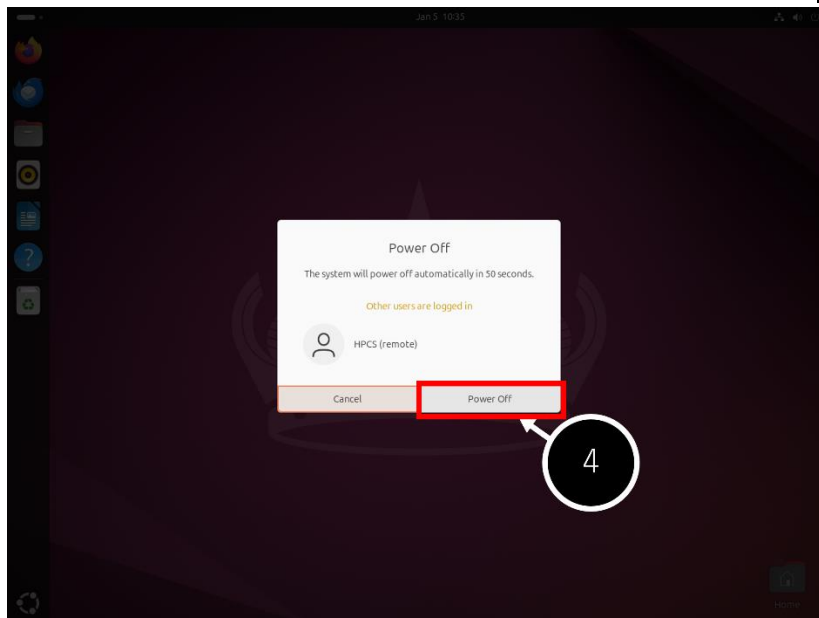 Jan 5 10:35
Power Off
The system will power off automatically in 50 seconds.
Other users are logged in
HPCS (remote)
Cancel
Power Off
4
Home